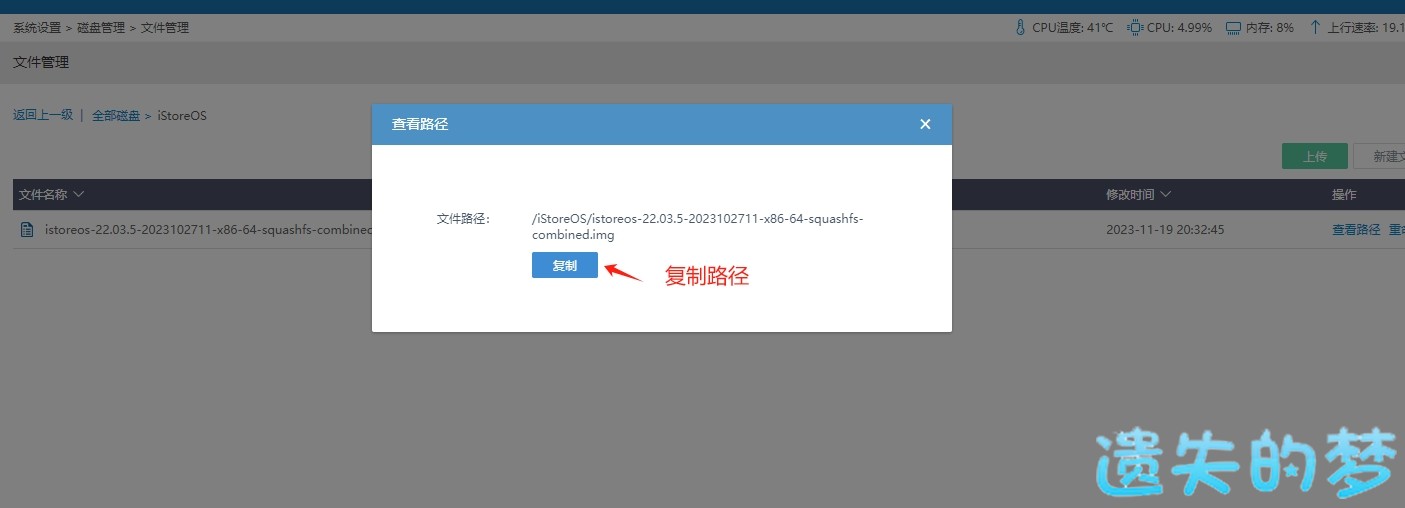 系统设置 > 磁盘管理 > 文件管理
CPU温度: 41℃ CPU: 4.99% 内存: 8% 上行速率: 19.1
文件管理
返回上一级 | 全部磁盘 > iStoreOS
查看路径 ×
上传 新建文
文件名称 修改时间 操作
文件路径: /iStoreOS/istoreos-22.03.5-2023102711-x86-64-squashfs-
combined.img
istoreos-22.03.5-2023102711-x86-64-squashfs-combined 2023-11-19 20:32:45 查看路径 重命
复制
复制路径
遗失的梦